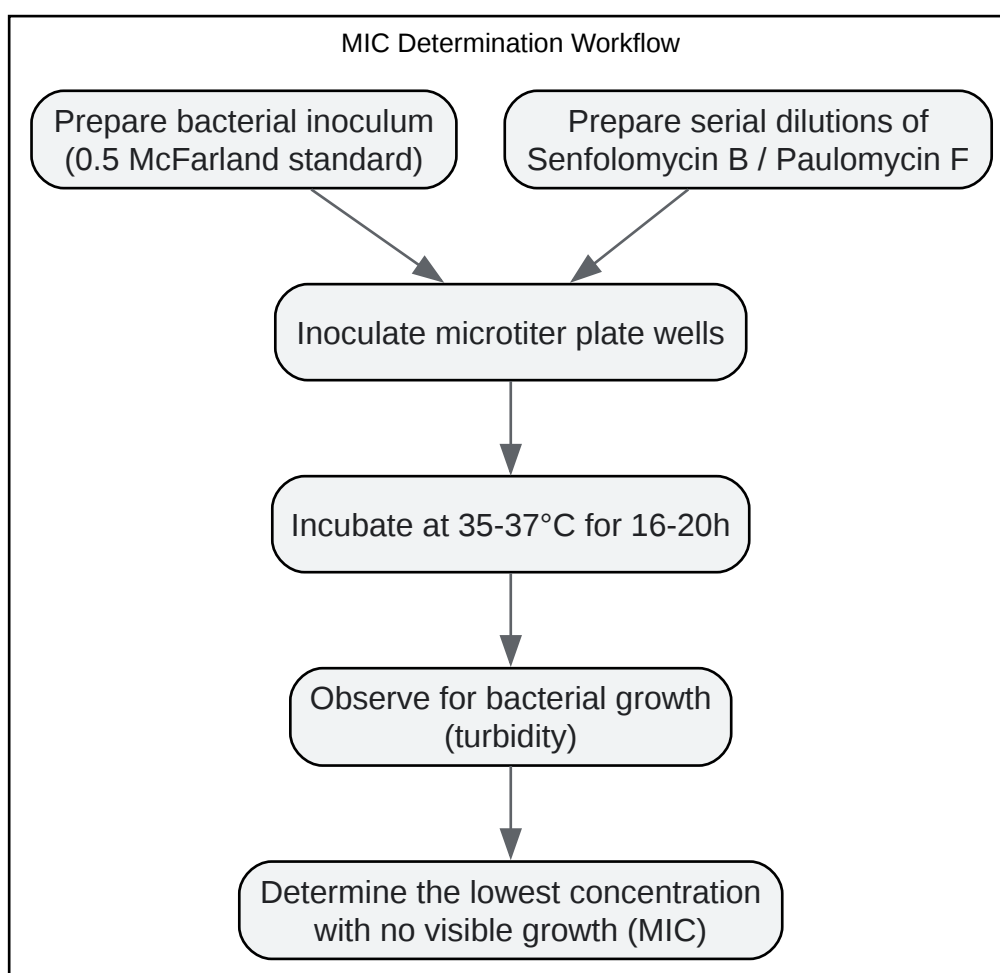 MIC Determination Workflow
Prepare bacterial inoculum
(0.5 McFarland standard)
Prepare serial dilutions of
Senfolomycin B / Paulomycin F
Inoculate microtiter plate wells
Incubate at 35-37°C for 16-20h
Observe for bacterial growth
(turbidity)
Determine the lowest concentration
with no visible growth (MIC)